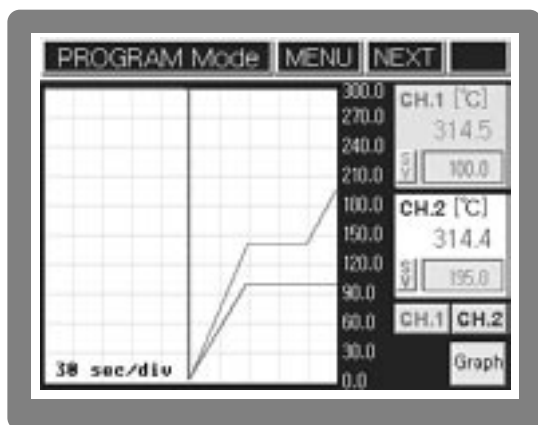 PROGRAM Mode MENU NEXT
300.0
270.0
240.0
210.0
180.0
150.0
120.0
90.0
60.0
30.0
0.0
CH.1 [℃]
314.5
SV 100.0
CH.2 [℃]
314.4
SV 195.0
CH.1 CH.2
Graph
30 sec/div